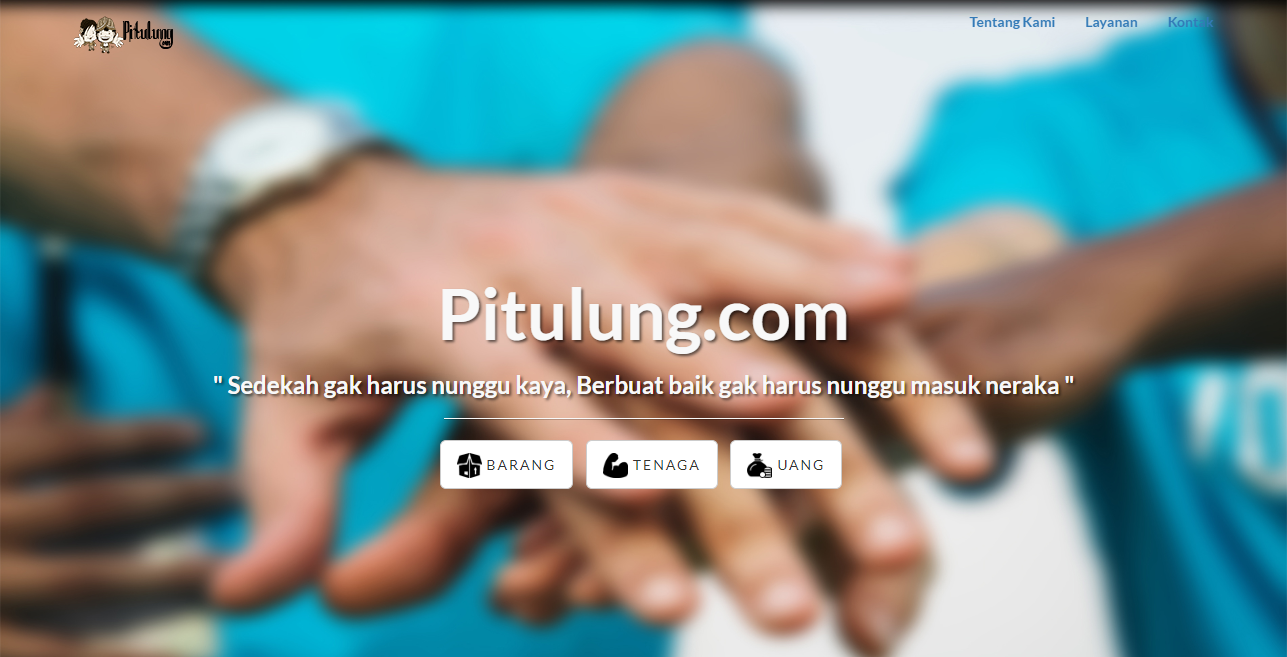 Pitulung
Tentang Kami Layanan Kontak
Pitulung.com
" Sedekah gak harus nunggu kaya, Berbuat baik gak harus nunggu masuk neraka "
BARANG TENAGA UANG